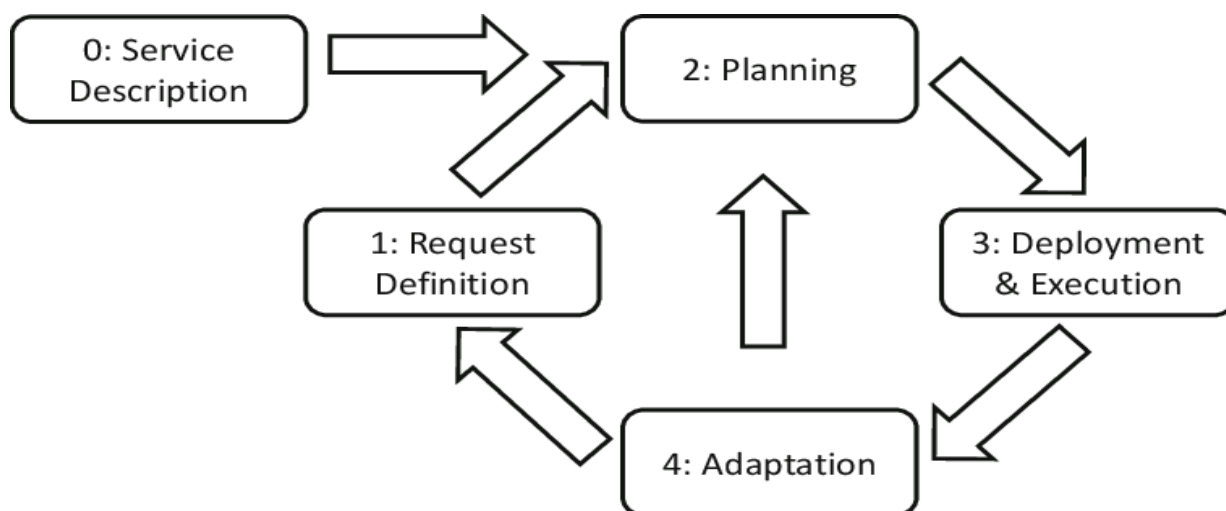 0: Service
Description
2: Planning
1: Request
Definition
3: Deployment
& Execution
4: Adaptation